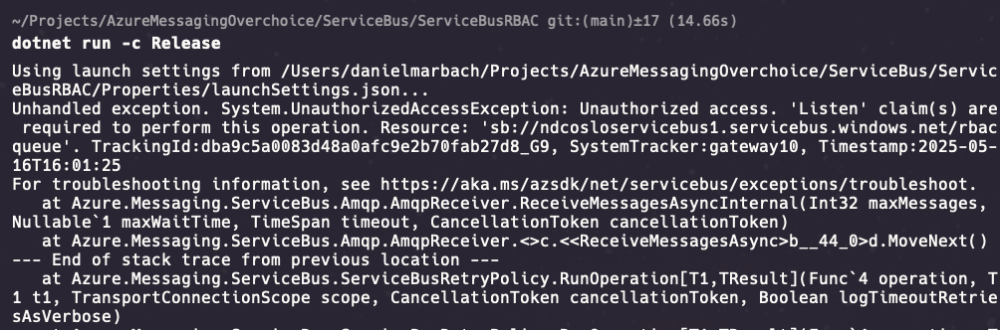 ~/Projects/AzureMessagingOverchoice/ServiceBus/ServiceBusRBAC git:(main)±17 (14.66s)
dotnet run -c Release
Using launch settings from /Users/danielmarbach/Projects/AzureMessagingOverchoice/ServiceBus/Servic
eBusRBAC/Properties/launchSettings.json...
Unhandled exception. System.UnauthorizedAccessException: Unauthorized access. 'Listen' claim(s) are
 required to perform this operation. Resource: 'sb://ndcosloservicebus1.servicebus.windows.net/rbac
queue'. TrackingId:dba9c5a0083d48a0afc9e2b70fab27d8_G9, SystemTracker:gateway10, Timestamp:2025-05-
16T16:01:25
For troubleshooting information, see https://aka.ms/azsdk/net/servicebus/exceptions/troubleshoot.
   at Azure.Messaging.ServiceBus.Amqp.AmqpReceiver.ReceiveMessagesAsyncInternal(Int32 maxMessages,
Nullable`1 maxWaitTime, TimeSpan timeout, CancellationToken cancellationToken)
   at Azure.Messaging.ServiceBus.Amqp.AmqpReceiver.<>c.<<ReceiveMessagesAsync>b__44_0>d.MoveNext()
--- End of stack trace from previous location ---
   at Azure.Messaging.ServiceBus.ServiceBusRetryPolicy.RunOperation[T1,TResult](Func`4 operation, T
1 t1, TransportConnectionScope scope, CancellationToken cancellationToken, Boolean logTimeoutRetrie
sAsVerbose)